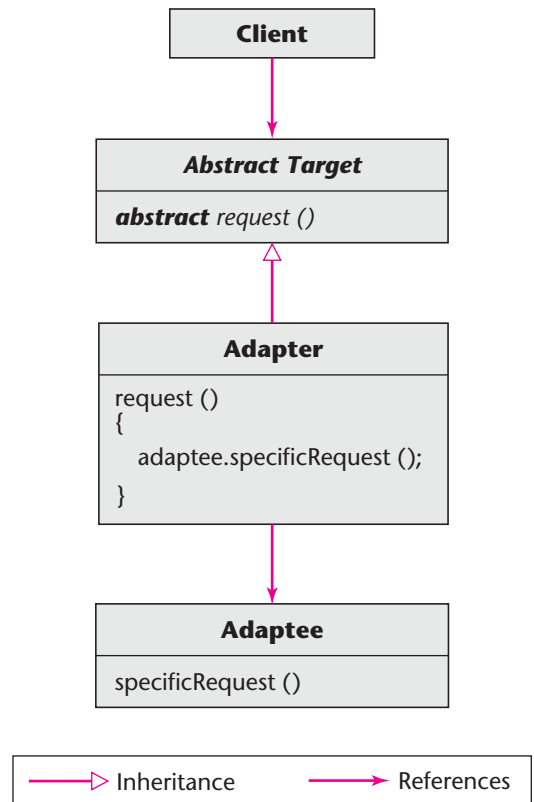 Client
Abstract Target
abstract request ()
Adapter
request ()
{
adaptee.specificRequest ();
}
Adaptee
specificRequest ()
Inheritance
References